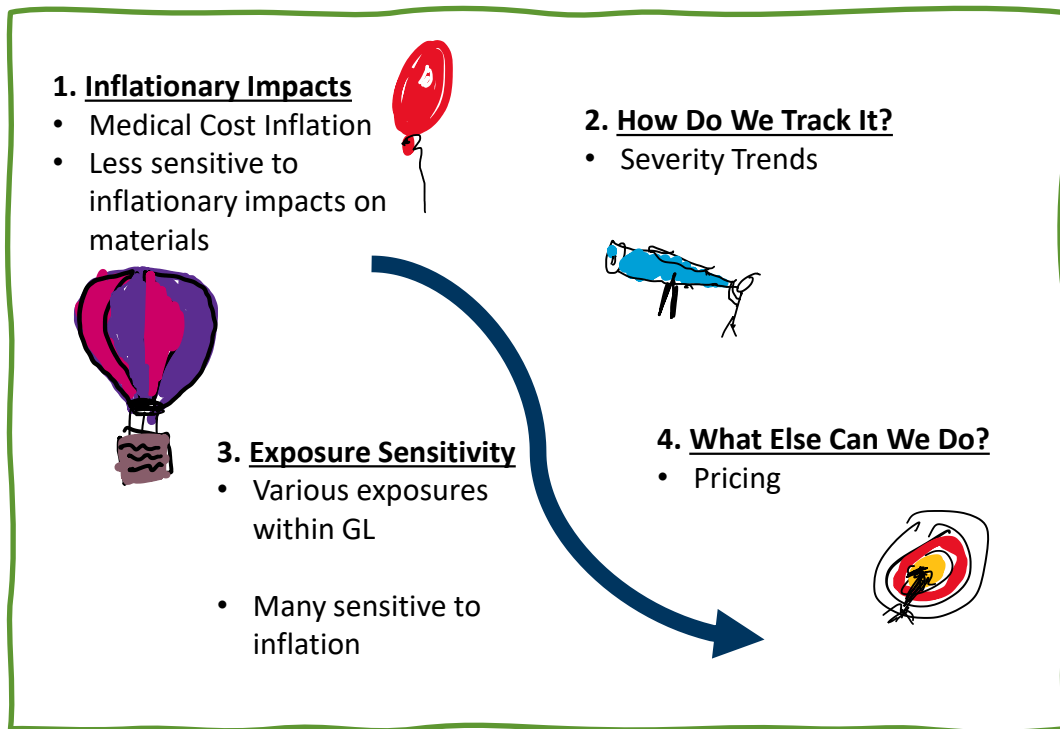 1. Inflationary Impacts
• Medical Cost Inflation
• Less sensitive to
inflationary impacts on
materials
2. How Do We Track It?
• Severity Trends
3. Exposure Sensitivity
• Various exposures
within GL
• Many sensitive to
inflation
4. What Else Can We Do?
• Pricing